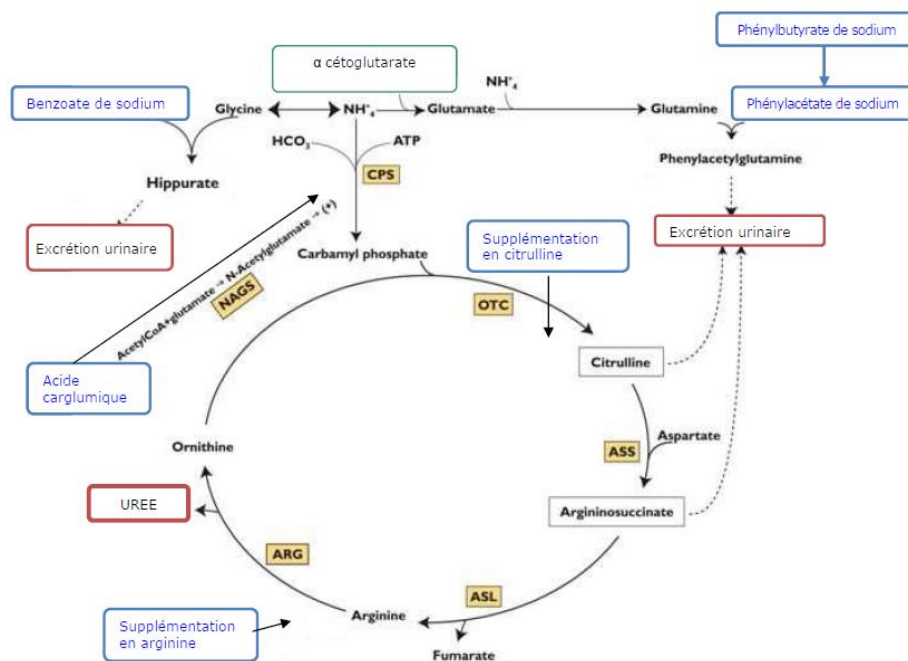 Phénylbutyrate de sodium
α cétoglutarate
NH⁺₄
Benzoate de sodium
Glycine
NH⁺₄
Glutamate
Glutamine
Phénylacétate de sodium
HCO₃
ATP
Phenylacetylglutamine
CPS
Hippurate
Excrétion urinaire
Excrétion urinaire
Supplémentation
en citrulline
Carbamyl phosphate
AcetylCoA+glutamate → N-Acetylglutamate → (+)
NAGS
OTC
Citrulline
Acide
carglumique
Ornithine
Aspartate
ASS
UREE
Argininosuccinate
ARG
ASL
Arginine
Supplémentation
en arginine
Fumarate